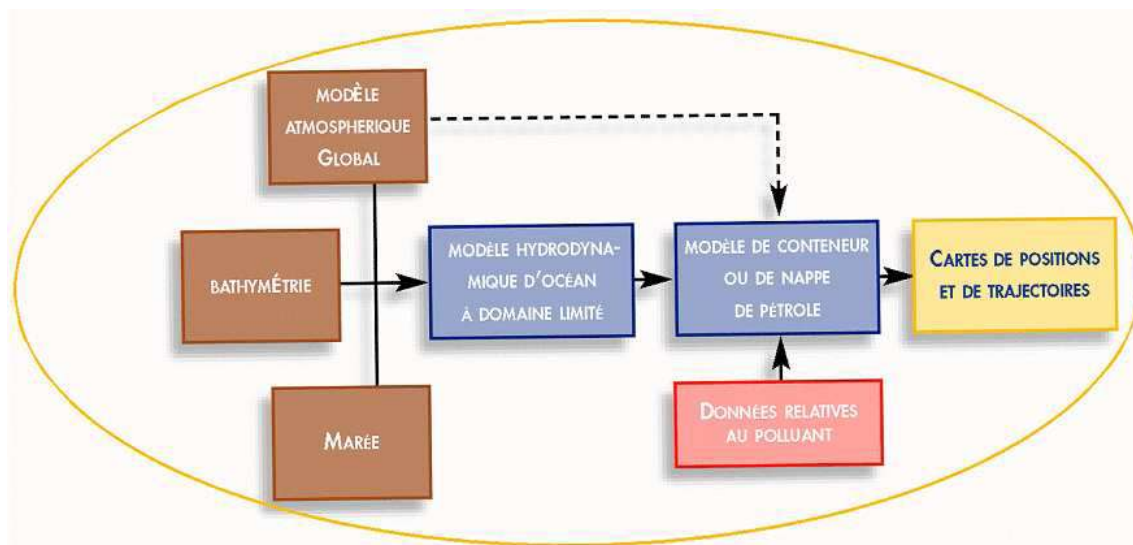 MODÈLE
ATMOSPHERIQUE
GLOBAL
BATHYMÉTRIE
MARÉE
MODÈLE HYDRODYNA-
MIQUE D'OCÉAN
À DOMAINE LIMITÉ
MODÈLE DE CONTENEUR
OU DE NAPPE
DE PÉTROLE
DONNÉES RELATIVES
AU POLLUANT
CARTES DE POSITIONS
ET DE TRAJECTOIRES